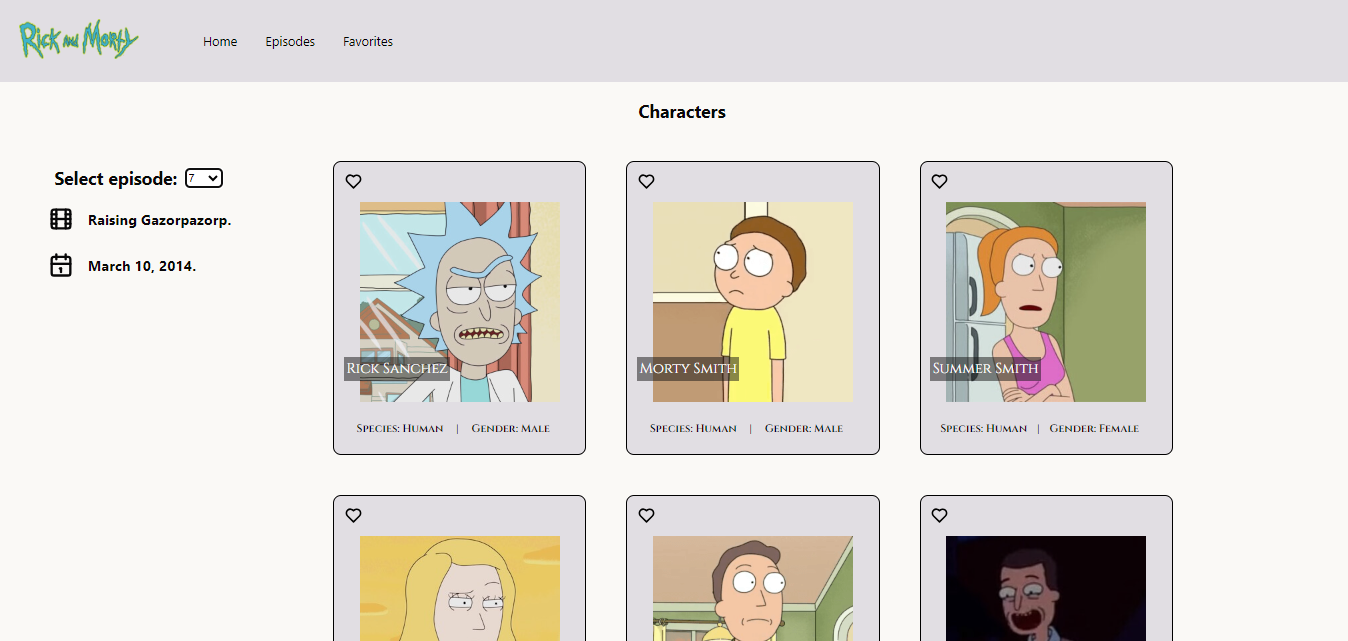 Rick and Morty
Home Episodes Favorites
Characters
Select episode: 7
Raising Gazorpazorp.
March 10, 2014.
Rick Sanchez
Species: Human | Gender: Male
Morty Smith
Species: Human | Gender: Male
Summer Smith
Species: Human | Gender: Female